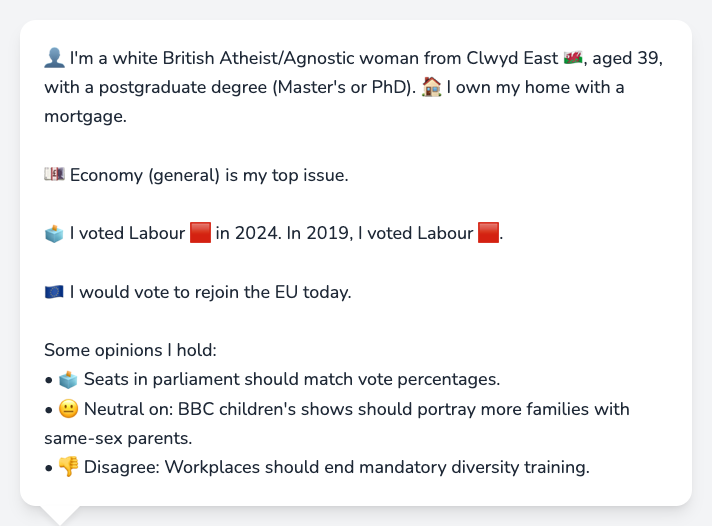 👤 I'm a white British Atheist/Agnostic woman from Clwyd East 🏴󠁧󠁢󠁷󠁬󠁳󠁿, aged 39,
with a postgraduate degree (Master's or PhD). 🏠 I own my home with a
mortgage.
💷 Economy (general) is my top issue.
🗳️ I voted Labour 🟥 in 2024. In 2019, I voted Labour 🟥.
🇪🇺 I would vote to rejoin the EU today.
Some opinions I hold:
• 🗳️ Seats in parliament should match vote percentages.
• 😐 Neutral on: BBC children's shows should portray more families with
same-sex parents.
• 👎 Disagree: Workplaces should end mandatory diversity training.